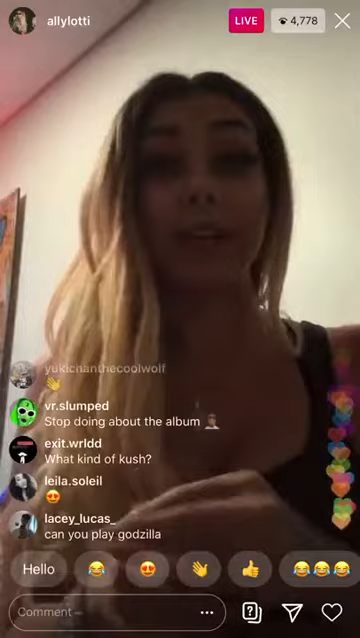 allylotti
LIVE
4,778
yukichanthecoolwolf
👋
vr.slumped
Stop doing about the album
exit.wrldd
What kind of kush?
leila.soleil
😍
lacey_lucas_
can you play godzilla
Hello 😂 😍 👋 👍 😂😂😂
Comment